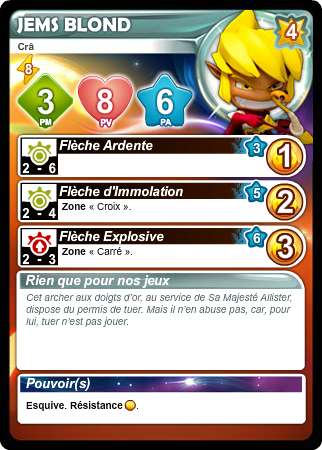 JEMS BLOND
4
Crâ
8
3
PM
8
PV
6
PA
Flèche Ardente
3
1
2 - 6
Flèche d'Immolation
5
2
2 - 4
Zone « Croix ».
Flèche Explosive
6
3
2 - 3
Zone « Carré ».
Rien que pour nos jeux
Cet archer aux doigts d'or, au service de Sa Majesté Allister,
dispose du permis de tuer. Mais il n'en abuse pas, car, pour
lui, tuer n'est pas jouer.
Pouvoir(s)
Esquive. Résistance .